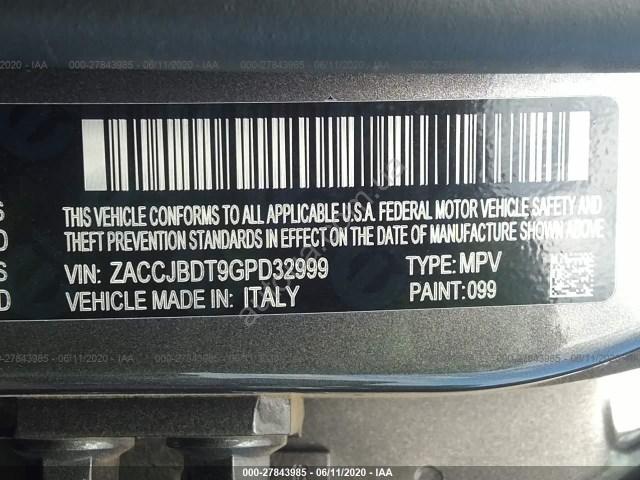 000-27843985 - 06/11/2020 - IAA
THIS VEHICLE CONFORMS TO ALL APPLICABLE U.S.A. FEDERAL MOTOR VEHICLE SAFETY AND
THEFT PREVENTION STANDARDS IN EFFECT ON THE DATE OF MANUFACTURE SHOWN ABOVE.
VIN: ZACCJBDT9GPD32999 TYPE: MPV
VEHICLE MADE IN: ITALY PAINT: 099
000-27843985 - 06/11/2020 - IAA
000-27843985 - 06/11/2020 - IAA